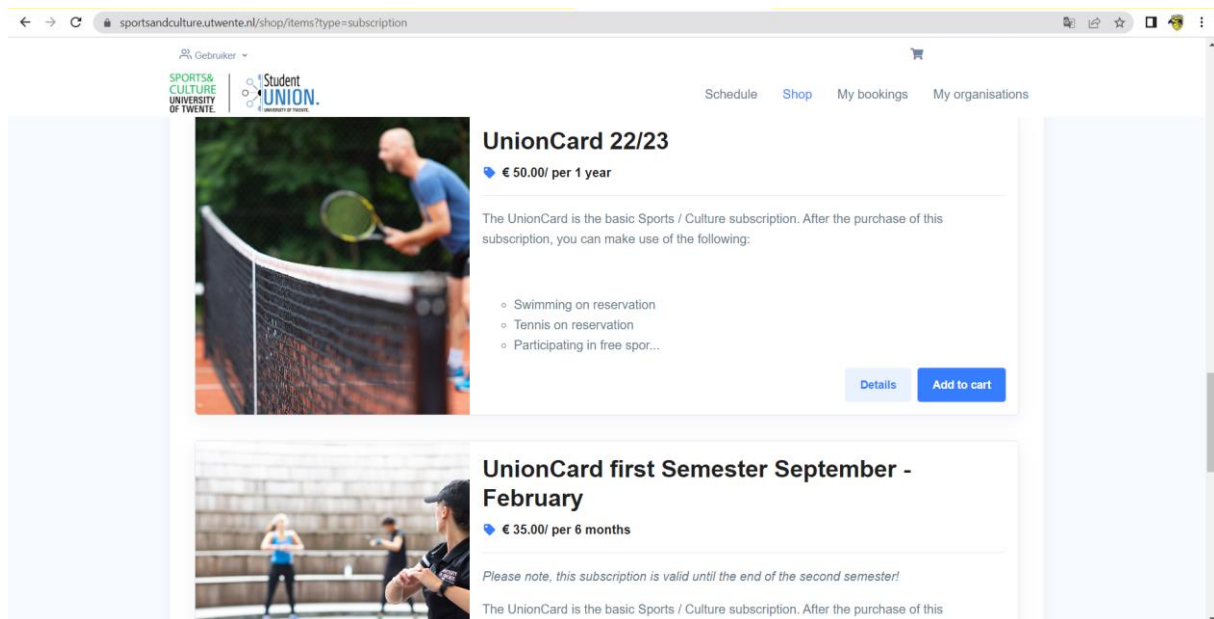 sportsandculture.utwente.nl/shop/items?type=subscription
Gebruiker
SPORTS&
CULTURE
UNIVERSITY
OF TWENTE.
Student
UNION.
UNIVERSITY OF TWENTE.
Schedule Shop My bookings My organisations
UnionCard 22/23
€ 50.00/ per 1 year
The UnionCard is the basic Sports / Culture subscription. After the purchase of this
subscription, you can make use of the following:
Swimming on reservation
Tennis on reservation
Participating in free spor...
Details Add to cart
UnionCard first Semester September -
February
€ 35.00/ per 6 months
Please note, this subscription is valid until the end of the second semester!
The UnionCard is the basic Sports / Culture subscription. After the purchase of this